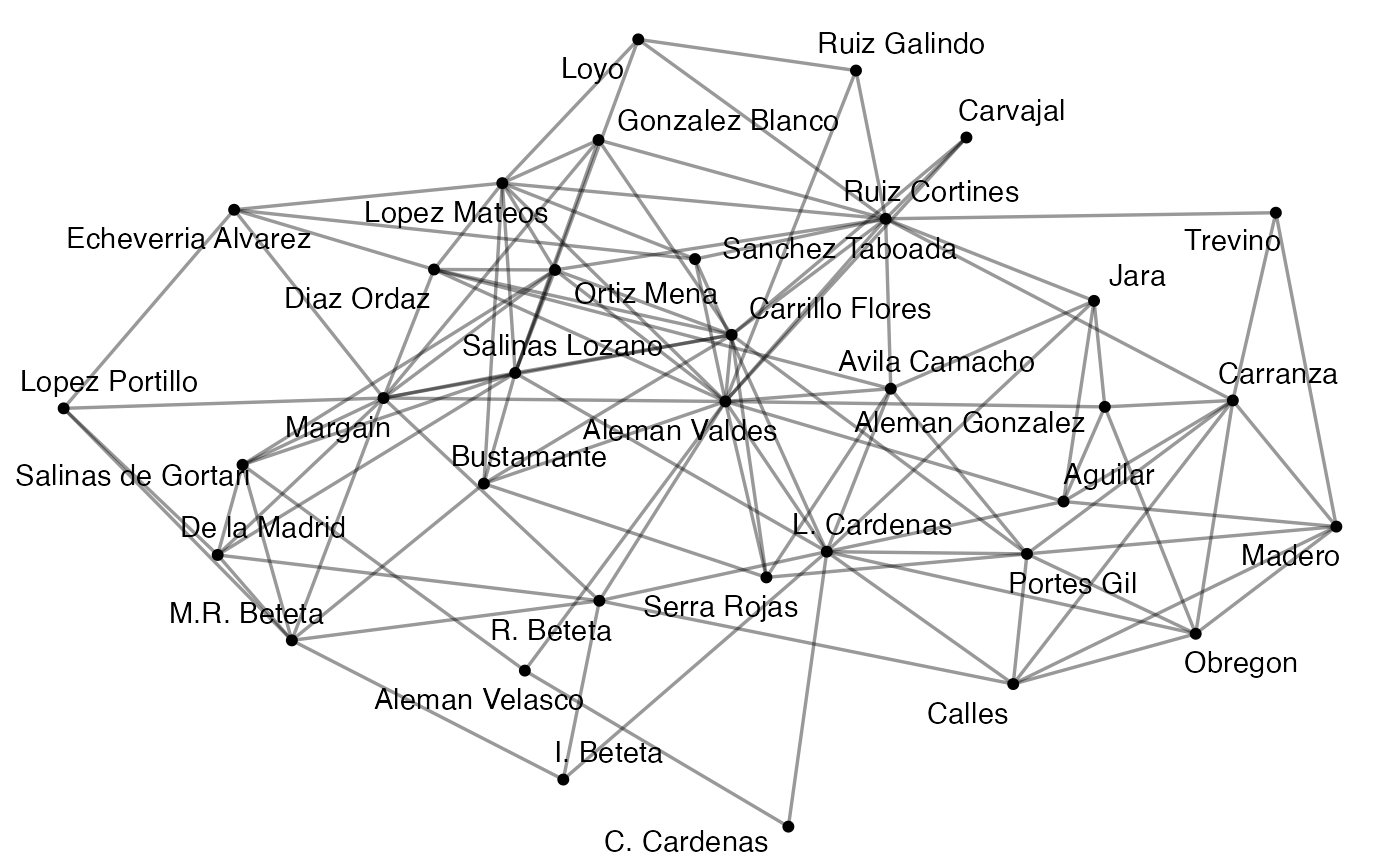 Ruiz Galindo
Loyo
Carvajal
Gonzalez Blanco
Ruiz Cortines
Lopez Mateos
Echeverria Alvarez
Trevino
Sanchez Taboada
Jara
Diaz Ordaz
Ortiz Mena
Carrillo Flores
Salinas Lozano
Avila Camacho
Carranza
Lopez Portillo
Margain
Aleman Valdes
Aleman Gonzalez
Bustamante
Salinas de Gortari
Aguilar
De la Madrid
L. Cardenas
Madero
Portes Gil
M.R. Beteta
Serra Rojas
R. Beteta
Obregon
Aleman Velasco
Calles
I. Beteta
C. Cardenas